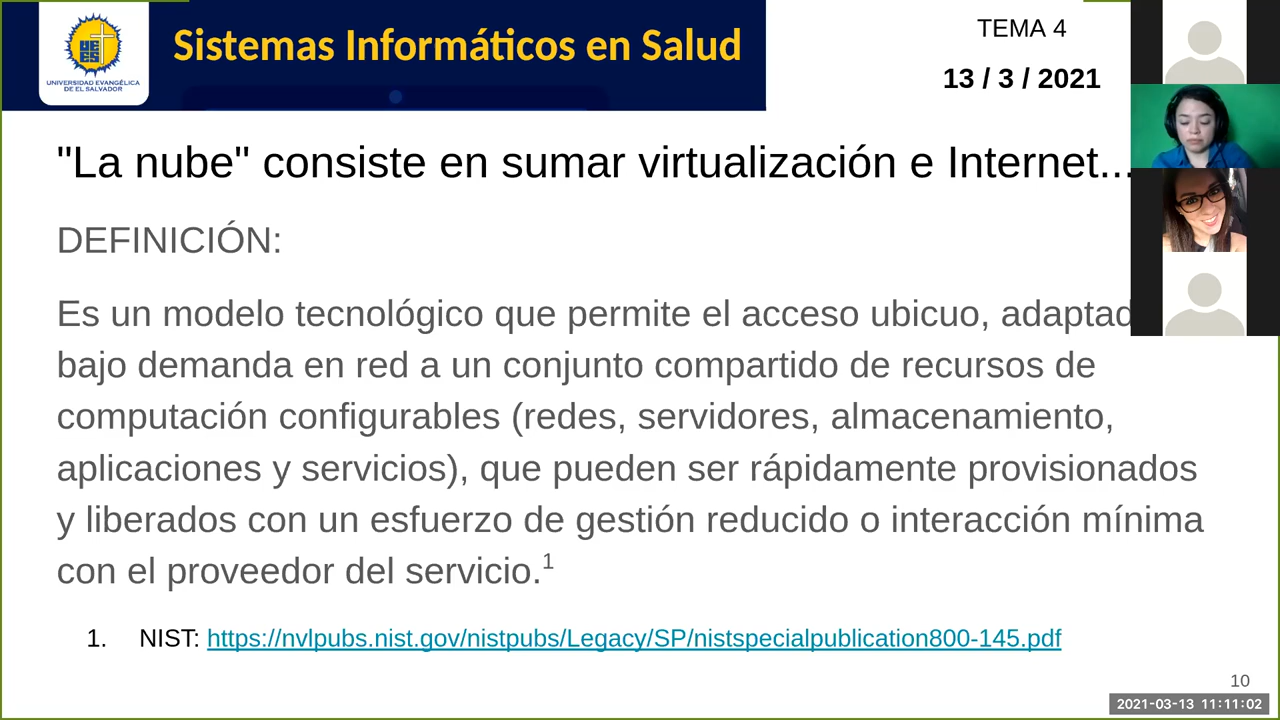 UNIVERSIDAD EVANGÉLICA
DE EL SALVADOR
Sistemas Informáticos en Salud
TEMA 4
13 / 3 / 2021
"La nube" consiste en sumar virtualización e Internet...
DEFINICIÓN:
Es un modelo tecnológico que permite el acceso ubicuo,
bajo demanda en red a un conjunto compartido de recursos de
computación configurables (redes, servidores, almacenamiento,
aplicaciones y servicios), que pueden ser rápidamente provisionados
y liberados con un esfuerzo de gestión reducido o interacción mínima
con el proveedor del servicio.1
1. NIST: https://nvlpubs.nist.gov/nistpubs/Legacy/SP/nistspecialpublication800-145.pdf
10
2021-03-13 11:11:02